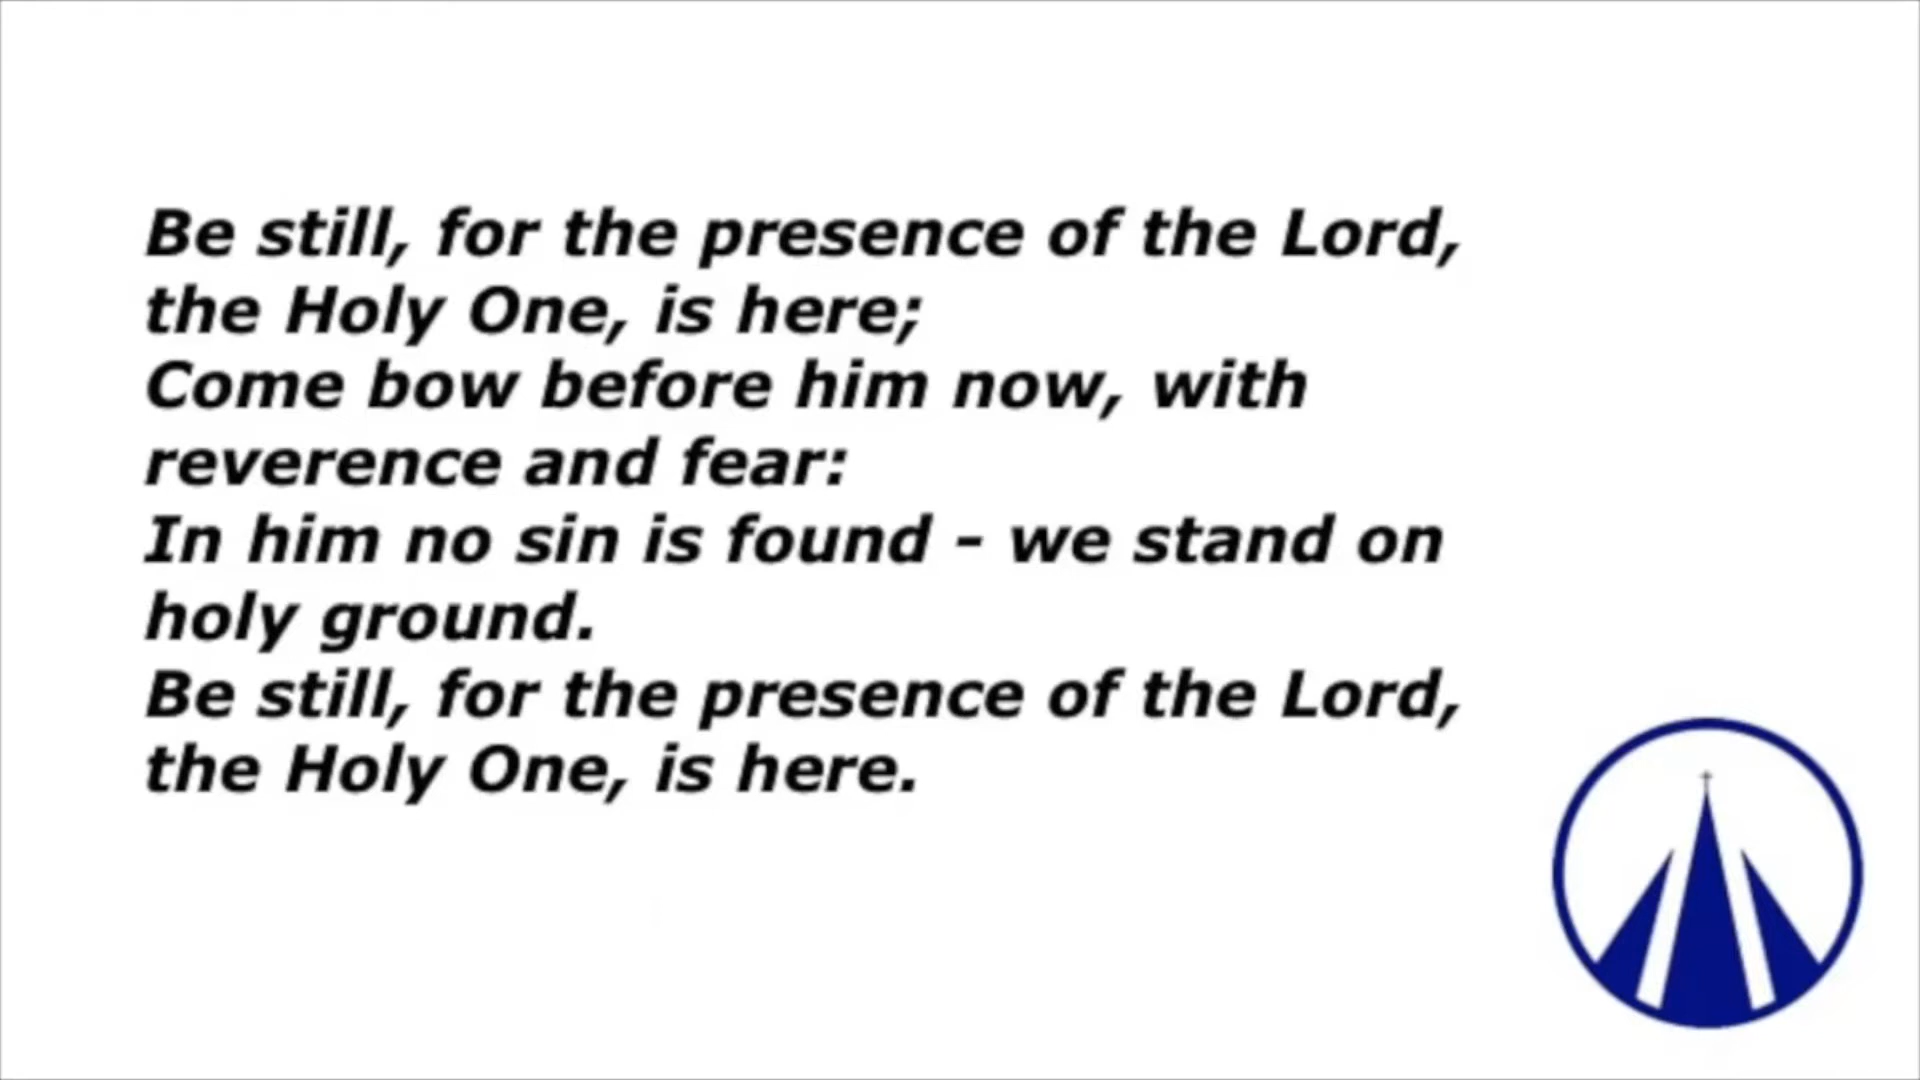 Be still, for the presence of the Lord,
the Holy One, is here;
Come bow before him now, with
reverence and fear:
In him no sin is found - we stand on
holy ground.
Be still, for the presence of the Lord,
the Holy One, is here.